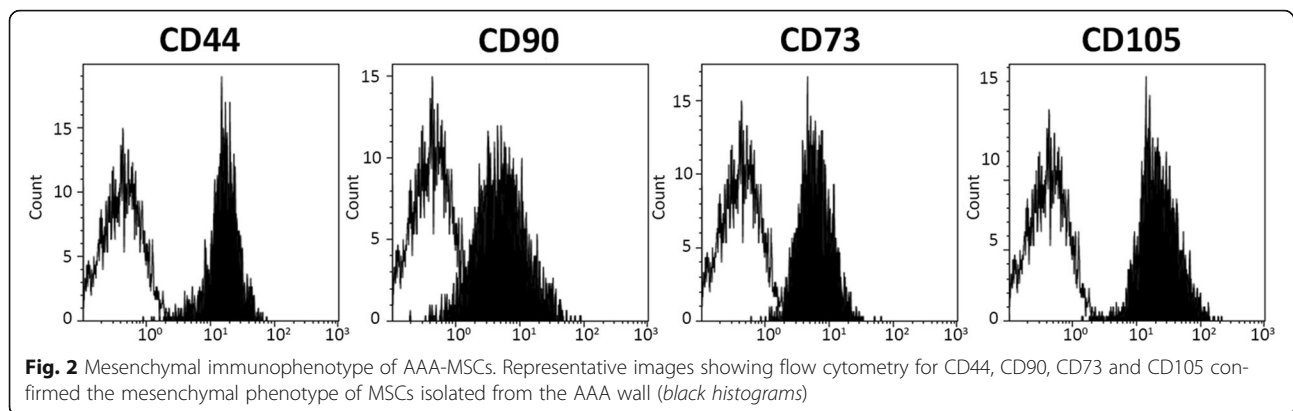 CD44 CD90 CD73 CD105
Count 15 10 5 0 10⁰ 10¹ 10² 10³
Count 15 10 5 0 10⁰ 10¹ 10² 10³
Count 15 10 5 0 10⁰ 10¹ 10² 10³
Count 15 10 5 0 10⁰ 10¹ 10² 10³
Fig. 2 Mesenchymal immunophenotype of AAA-MSCs. Representative images showing flow cytometry for CD44, CD90, CD73 and CD105 con-
firmed the mesenchymal phenotype of MSCs isolated from the AAA wall (black histograms)